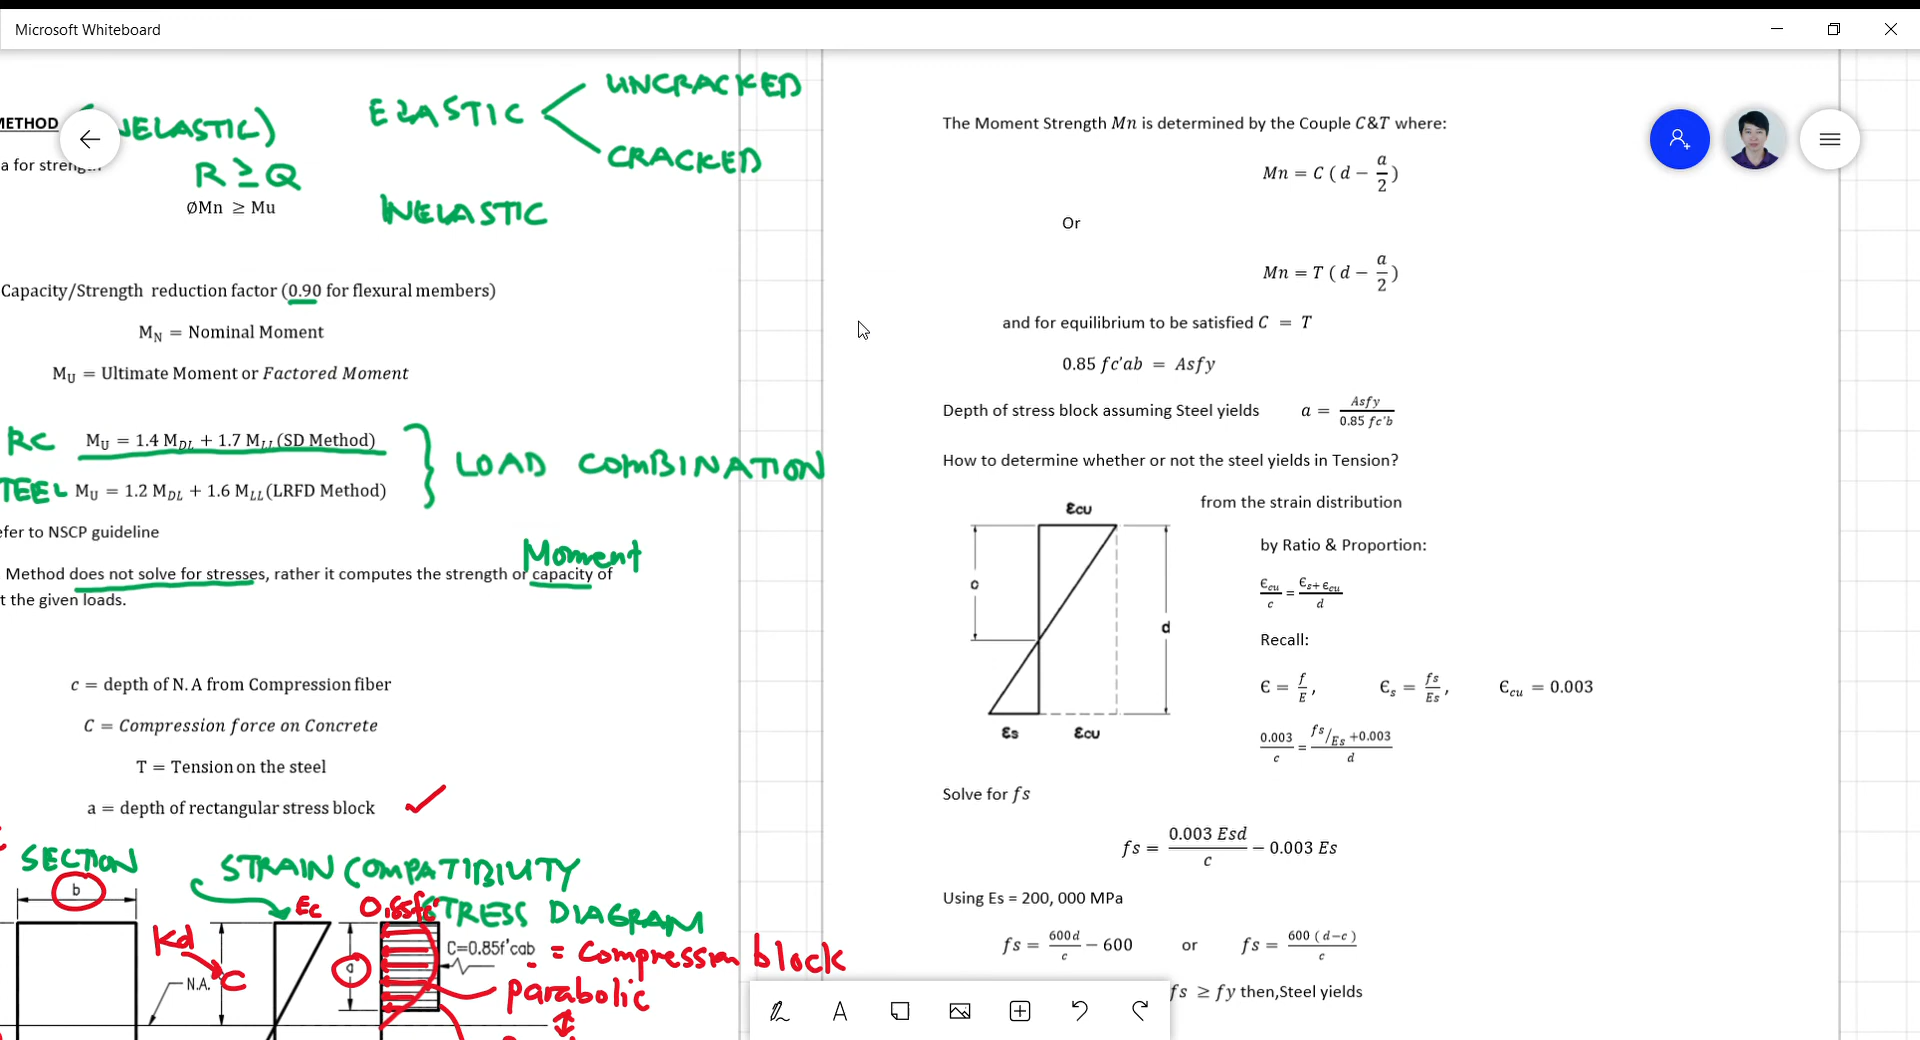 Microsoft Whiteboard
METHOD
NELASTIC)
ELASTIC
UNCRACKED
CRACKED
a for strength
R ≥ Q
ØMn ≥ Mu
INELASTIC
Capacity/Strength reduction factor (0.90 for flexural members)
M_N = Nominal Moment
M_U = Ultimate Moment or Factored Moment
RC M_U = 1.4 M_DL + 1.7 M_LL (SD Method)
TEEL M_U = 1.2 M_DL + 1.6 M_LL (LRFD Method)
LOAD COMBINATION
efer to NSCP guideline
Moment
Method does not solve for stresses, rather it computes the strength or capacity of
t the given loads.
c = depth of N.A from Compression fiber
C = Compression force on Concrete
T = Tension on the steel
a = depth of rectangular stress block
SECTION
STRAIN COMPATIBILITY
b
Ec
0.85fc'
STRESS DIAGRAM
Kd
C
N.A.
a
C=0.85f'cab = Compression block
parabolic
The Moment Strength Mn is determined by the Couple C&T where:
Mn = C ( d − a/2 )
Or
Mn = T ( d − a/2 )
and for equilibrium to be satisfied C = T
0.85 fc'ab = Asfy
Depth of stress block assuming Steel yields a = Asfy / 0.85 fc'b
How to determine whether or not the steel yields in Tension?
from the strain distribution
εcu
c
d
εs εcu
by Ratio & Proportion:
ϵcu / c = ϵs + ϵcu / d
Recall:
ϵ = f/E , ϵs = fs/Es , ϵcu = 0.003
0.003 / c = fs/Es +0.003 / d
Solve for fs
fs = 0.003 Esd / c − 0.003 Es
Using Es = 200, 000 MPa
fs = 600d / c − 600 or fs = 600 ( d−c ) / c
fs ≥ fy then,Steel yields
A